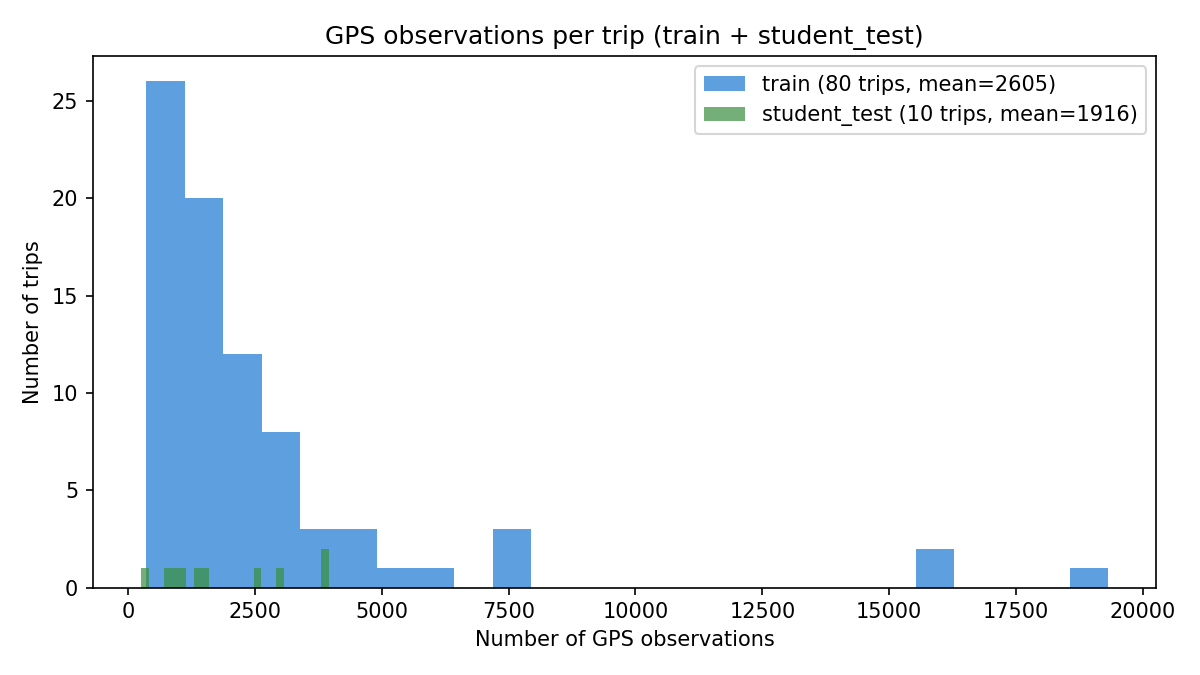 GPS observations per trip (train + student_test)
train (80 trips, mean=2605)
student_test (10 trips, mean=1916)
Number of trips
25
20
15
10
5
0
0 2500 5000 7500 10000 12500 15000 17500 20000
Number of GPS observations